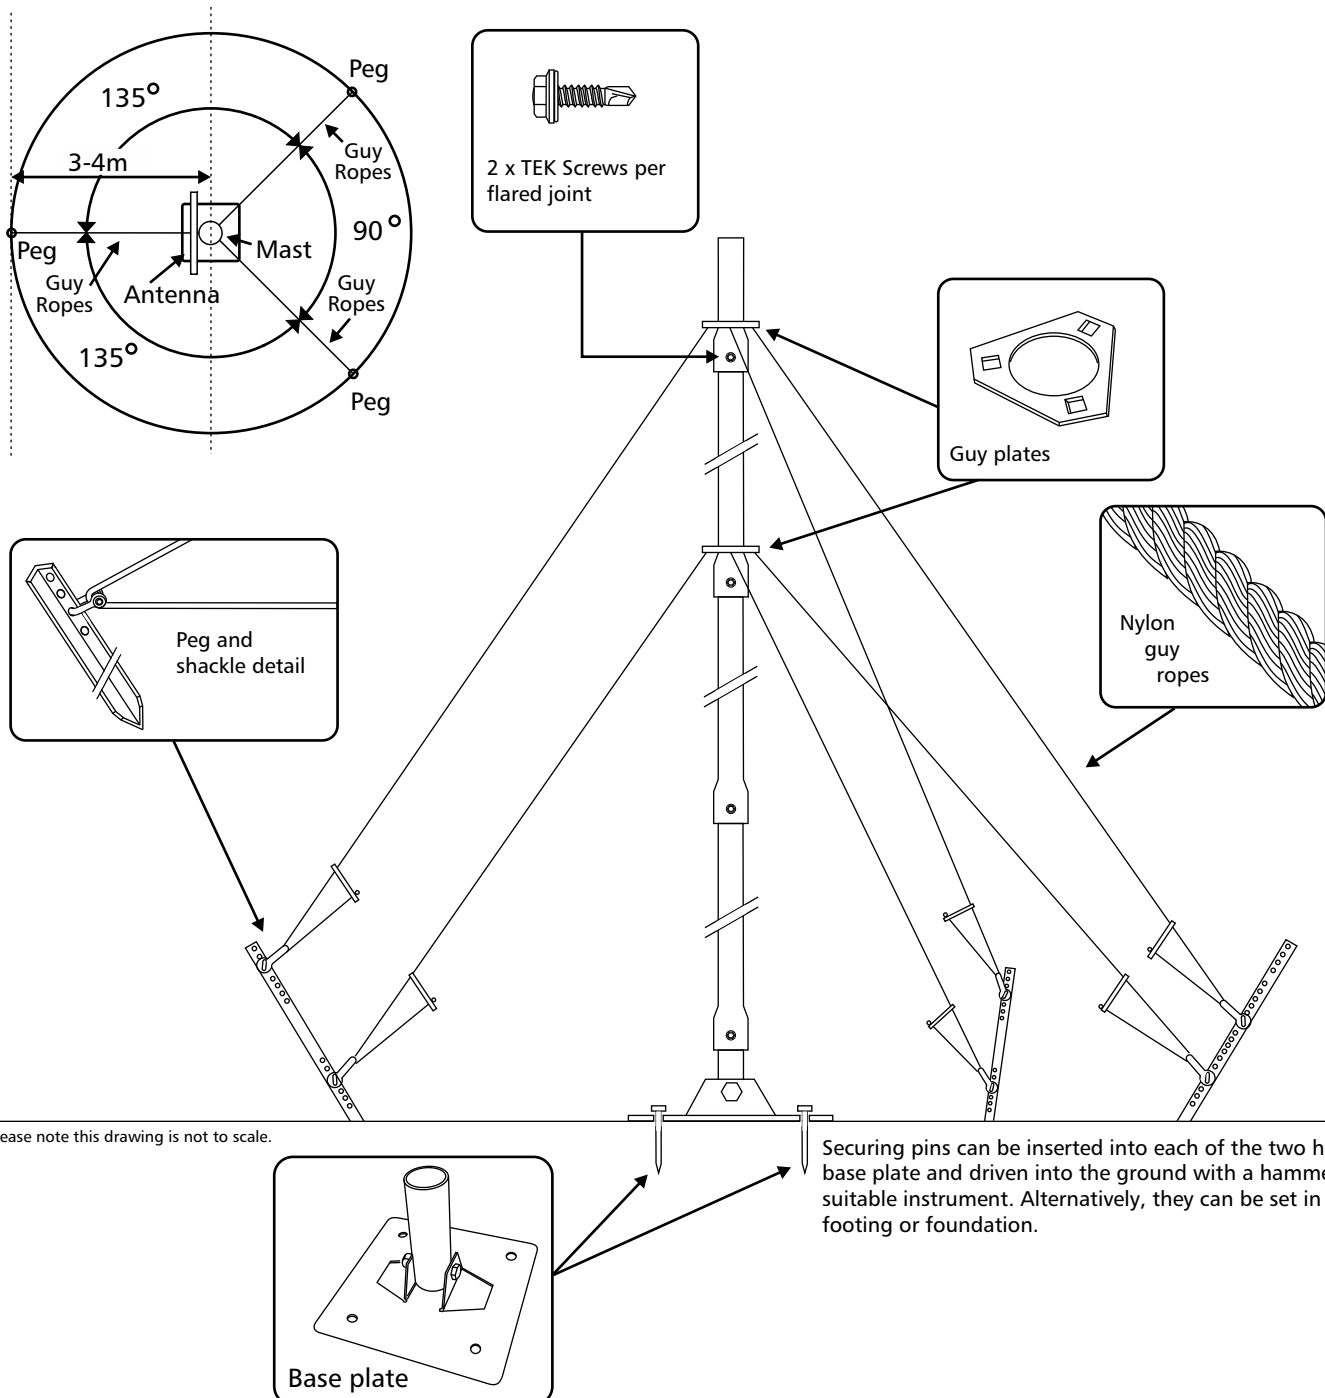 135°
Peg
3-4m
Guy
Ropes
90°
Peg
Mast
Guy
Ropes
Antenna
Guy
Ropes
135°
Peg
2 x TEK Screws per
flared joint
Guy plates
Nylon
guy
ropes
Peg and
shackle detail
ease note this drawing is not to scale.
Securing pins can be inserted into each of the two h
base plate and driven into the ground with a hamme
suitable instrument. Alternatively, they can be set in
footing or foundation.
Base plate